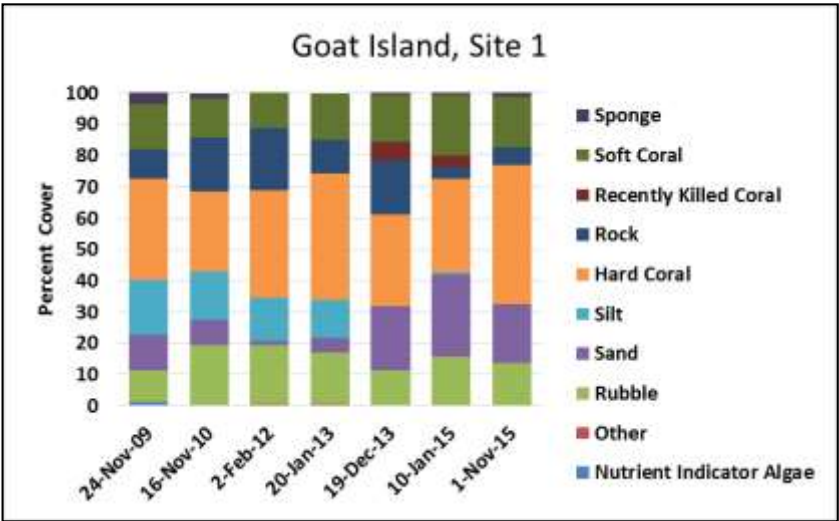 Goat Island, Site 1
Percent Cover
100
90
80
70
60
50
40
30
20
10
0
24-Nov-09
16-Nov-10
2-Feb-12
20-Jan-13
19-Dec-13
10-Jan-15
1-Nov-15
Sponge
Soft Coral
Recently Killed Coral
Rock
Hard Coral
Silt
Sand
Rubble
Other
Nutrient Indicator Algae